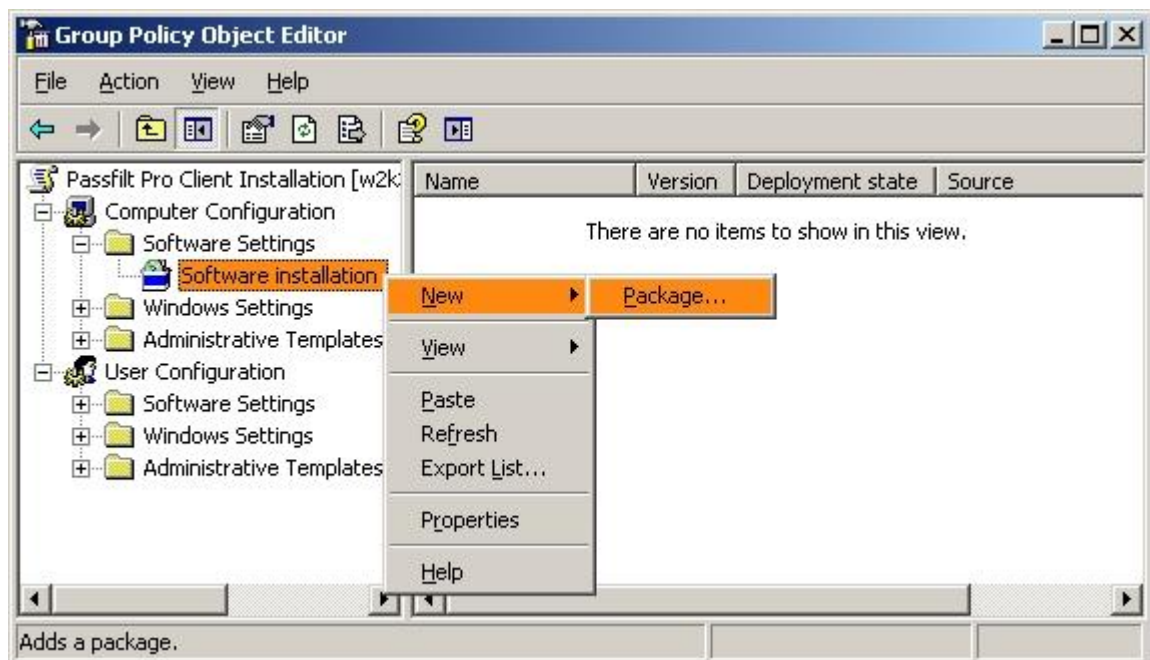 Group Policy Object Editor
File Action View Help
Passfilt Pro Client Installation [w2k
Name Version Deployment state Source
Computer Configuration
There are no items to show in this view.
Software Settings
Software installation
New Package...
Windows Settings
Administrative Templates
View
User Configuration
Software Settings
Paste
Windows Settings
Refresh
Administrative Templates
Export List...
Properties
Help
Adds a package.